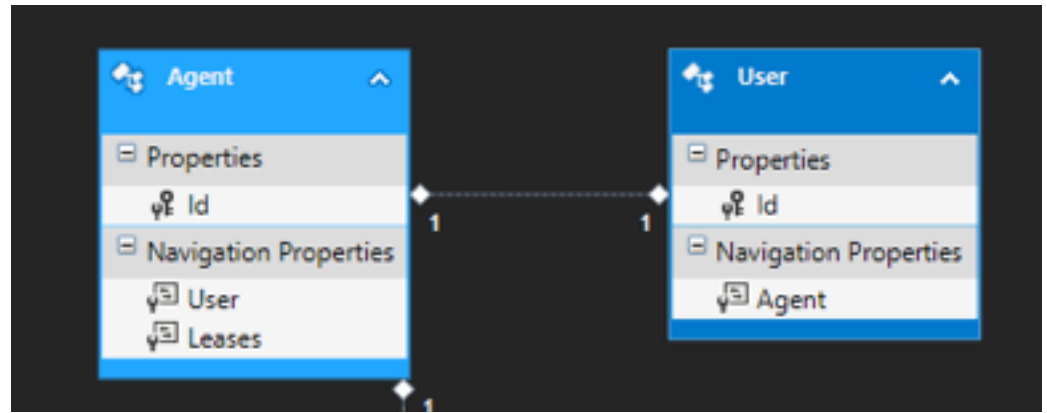 Agent
Properties
Id
Navigation Properties
User
Leases
1
1
1
User
Properties
Id
Navigation Properties
Agent